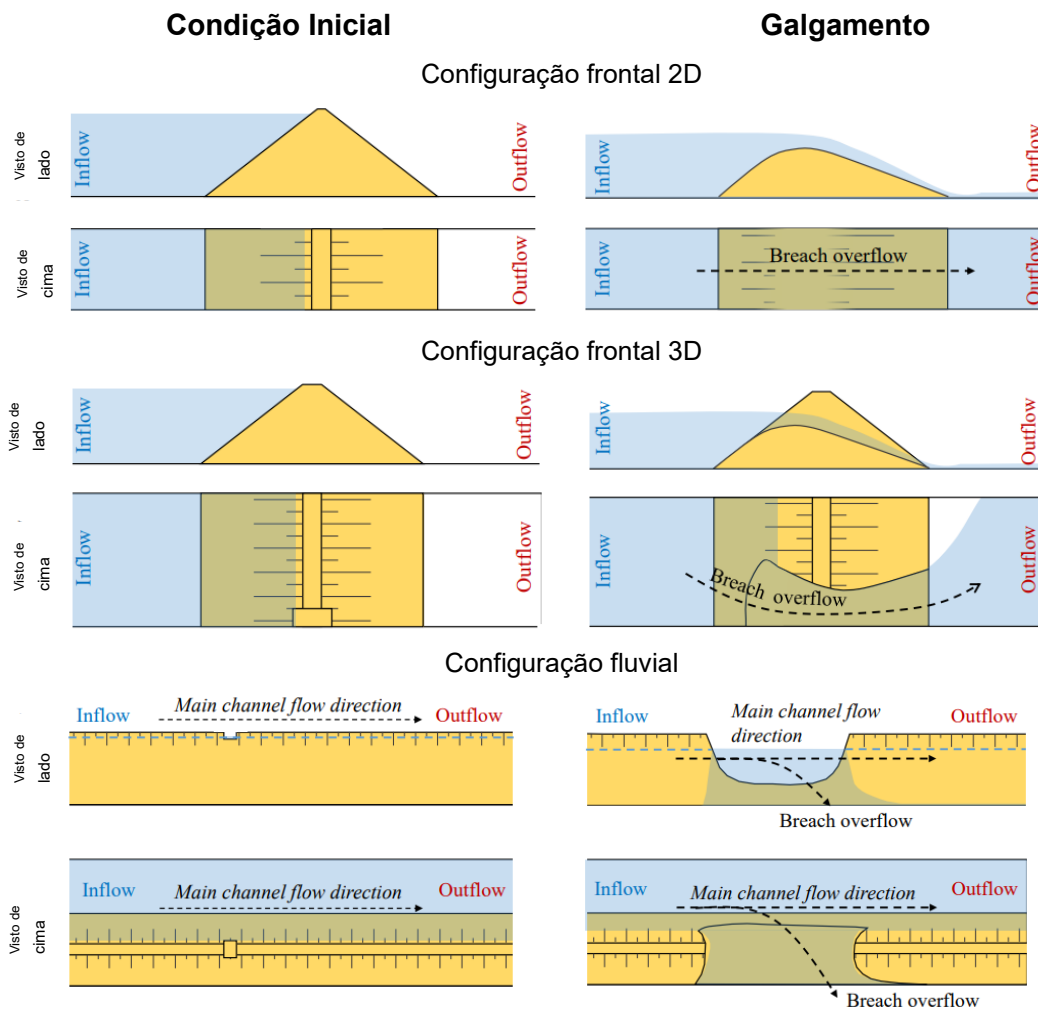 Condição Inicial
Galgamento
Configuração frontal 2D
Visto de
lado
Inflow
Outflow
Inflow
Outflow
Visto de
cima
Inflow
Outflow
Inflow
Breach overflow
Outflow
Configuração frontal 3D
Visto de
lado
Inflow
Outflow
Inflow
Outflow
Visto de
cima
Inflow
Outflow
Inflow
Breach overflow
Outflow
Configuração fluvial
Visto de
lado
Inflow
Main channel flow direction
Outflow
Inflow
Main channel flow
direction
Outflow
Breach overflow
Visto de
cima
Inflow
Main channel flow direction
Outflow
Inflow
Main channel flow direction
Outflow
Breach overflow